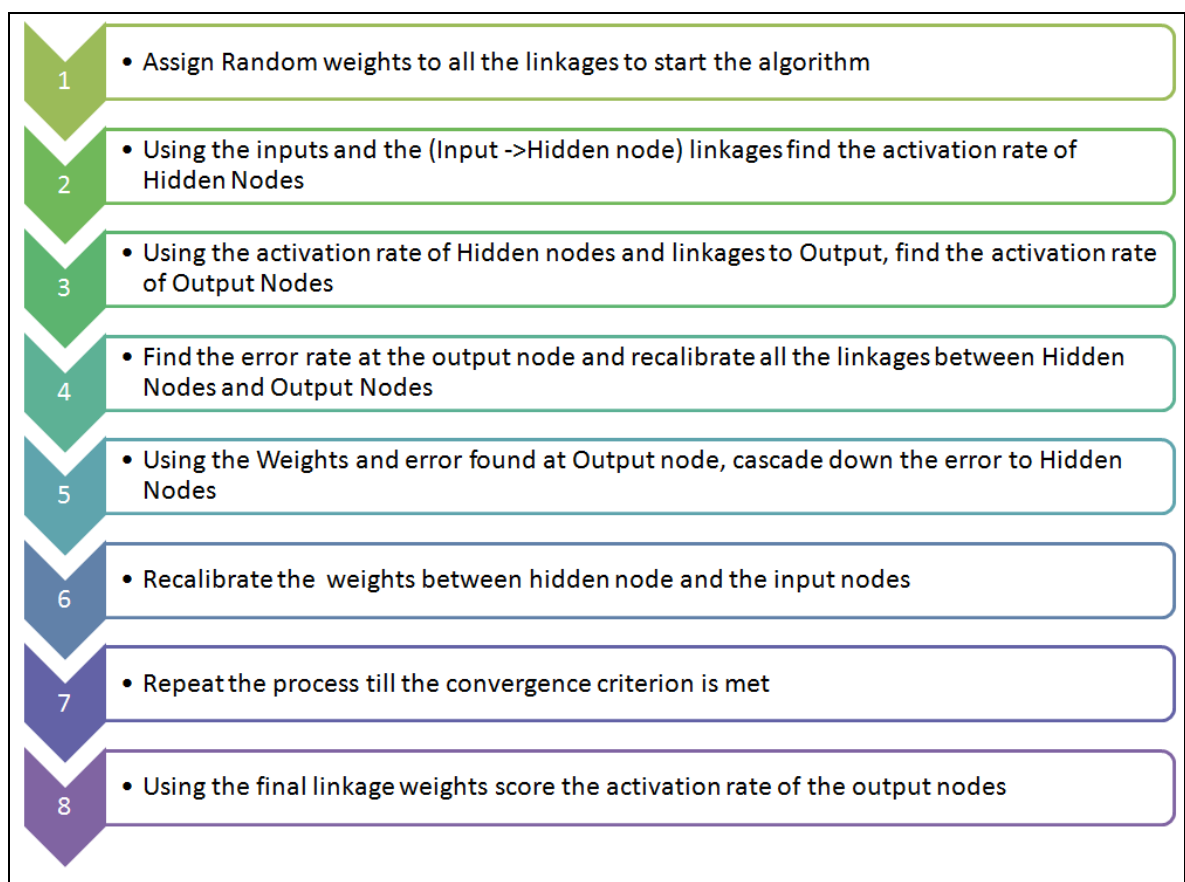 1
• Assign Random weights to all the linkages to start the algorithm
2
• Using the inputs and the (Input ->Hidden node) linkages find the activation rate of
Hidden Nodes
3
• Using the activation rate of Hidden nodes and linkages to Output, find the activation rate
of Output Nodes
4
• Find the error rate at the output node and recalibrate all the linkages between Hidden
Nodes and Output Nodes
5
• Using the Weights and error found at Output node, cascade down the error to Hidden
Nodes
6
• Recalibrate the weights between hidden node and the input nodes
7
• Repeat the process till the convergence criterion is met
8
• Using the final linkage weights score the activation rate of the output nodes